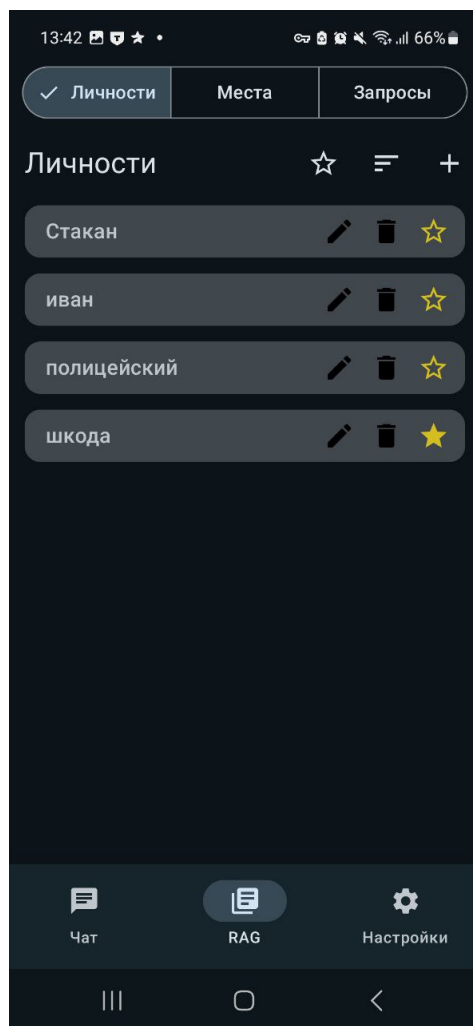 13:42 66%
Личности Места Запросы
Личности
Стакан
иван
полицейский
шкода
Чат RAG Настройки